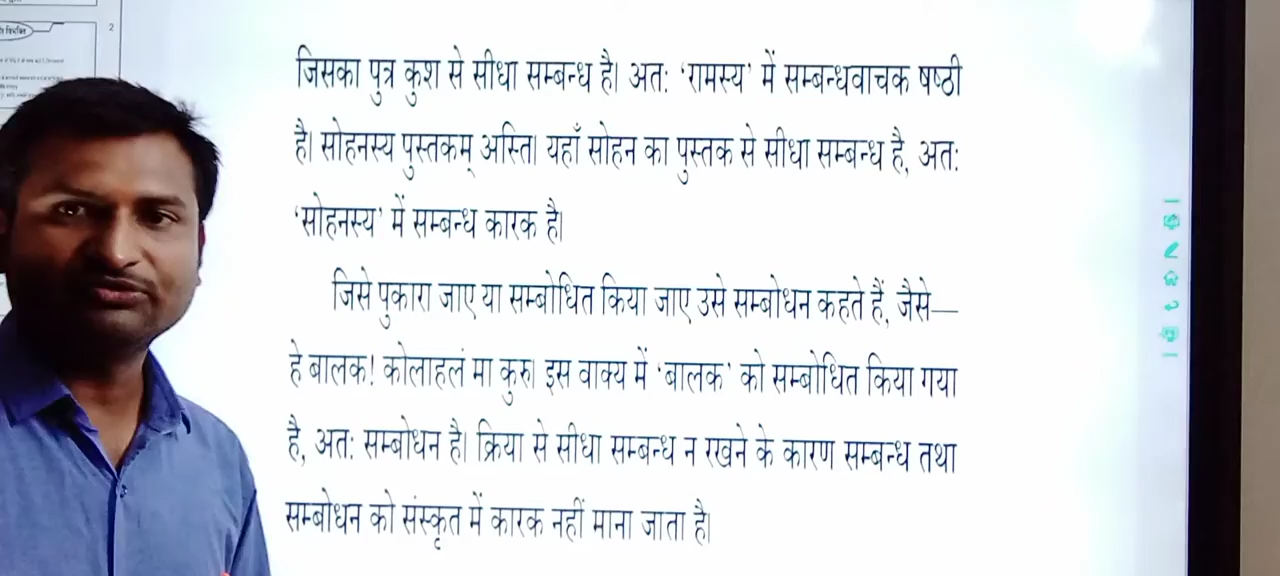 2
जिसका पुत्र कुश से सीधा सम्बन्ध है। अत: ‘रामस्य’ में सम्बन्धवाचक षष्ठी
है। सोहनस्य पुस्तकम् अस्ति। यहाँ सोहन का पुस्तक से सीधा सम्बन्ध है, अत:
‘सोहनस्य’ में सम्बन्ध कारक है।
जिसे पुकारा जाए या सम्बोधित किया जाए उसे सम्बोधन कहते हैं, जैसे—
हे बालक! कोलाहलं मा कुरु। इस वाक्य में ‘बालक’ को सम्बोधित किया गया
है, अत: सम्बोधन है। क्रिया से सीधा सम्बन्ध न रखने के कारण सम्बन्ध तथा
सम्बोधन को संस्कृत में कारक नहीं माना जाता है।